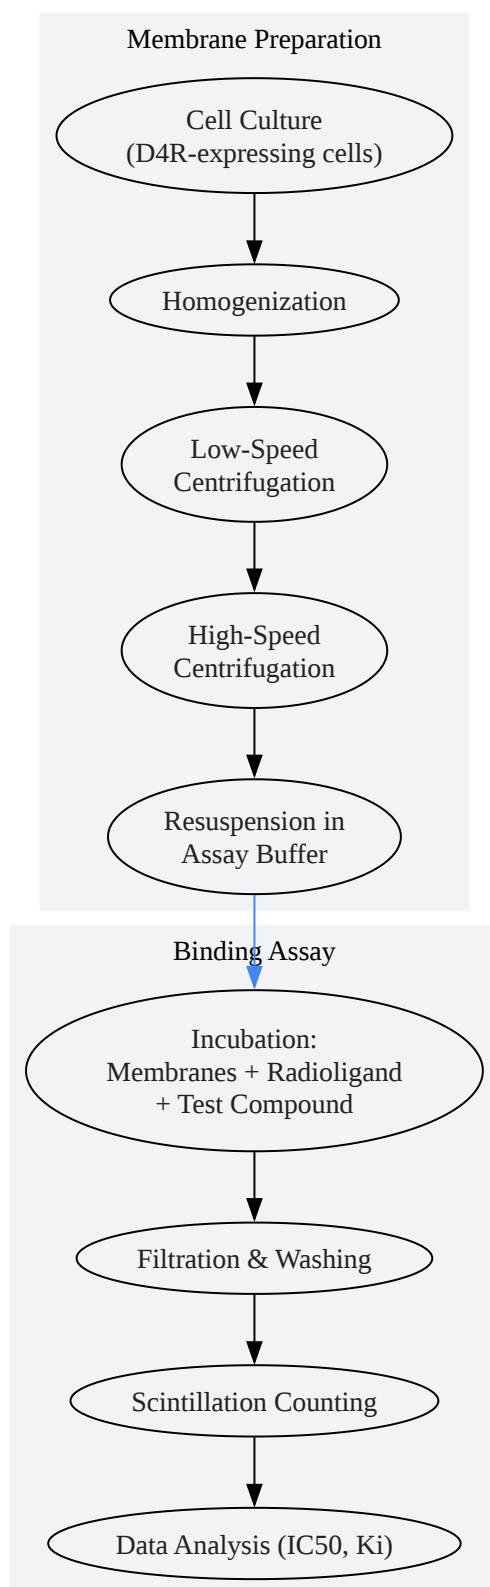 Membrane Preparation
Cell Culture
(D4R-expressing cells)
Homogenization
Low-Speed
Centrifugation
High-Speed
Centrifugation
Resuspension in
Assay Buffer
Binding Assay
Incubation:
Membranes + Radioligand
+ Test Compound
Filtration & Washing
Scintillation Counting
Data Analysis (IC50, Ki)